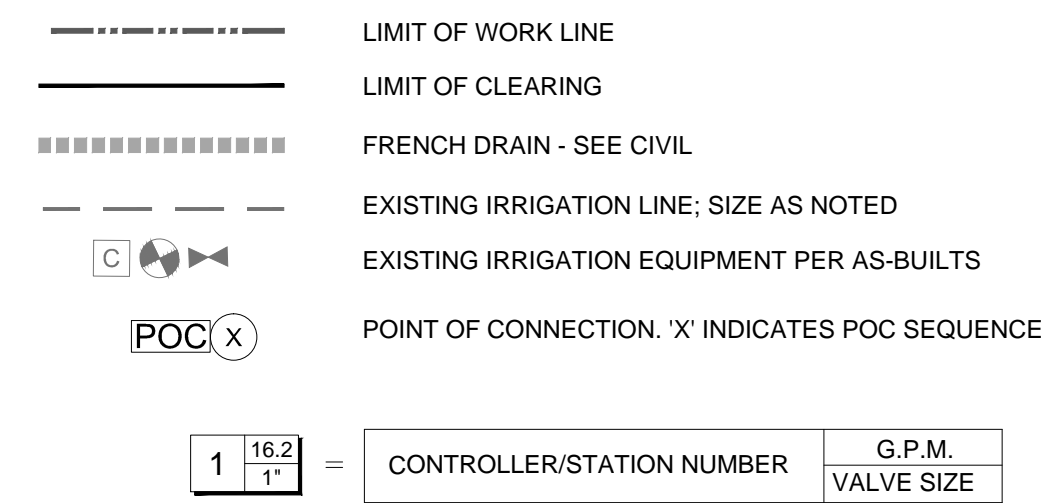 LIMIT OF WORK LINE
LIMIT OF CLEARING
FRENCH DRAIN - SEE CIVIL
EXISTING IRRIGATION LINE; SIZE AS NOTED
C EXISTING IRRIGATION EQUIPMENT PER AS-BUILTS
POC X POINT OF CONNECTION. 'X' INDICATES POC SEQUENCE
1 16.2 1" = CONTROLLER/STATION NUMBER G.P.M. VALVE SIZE